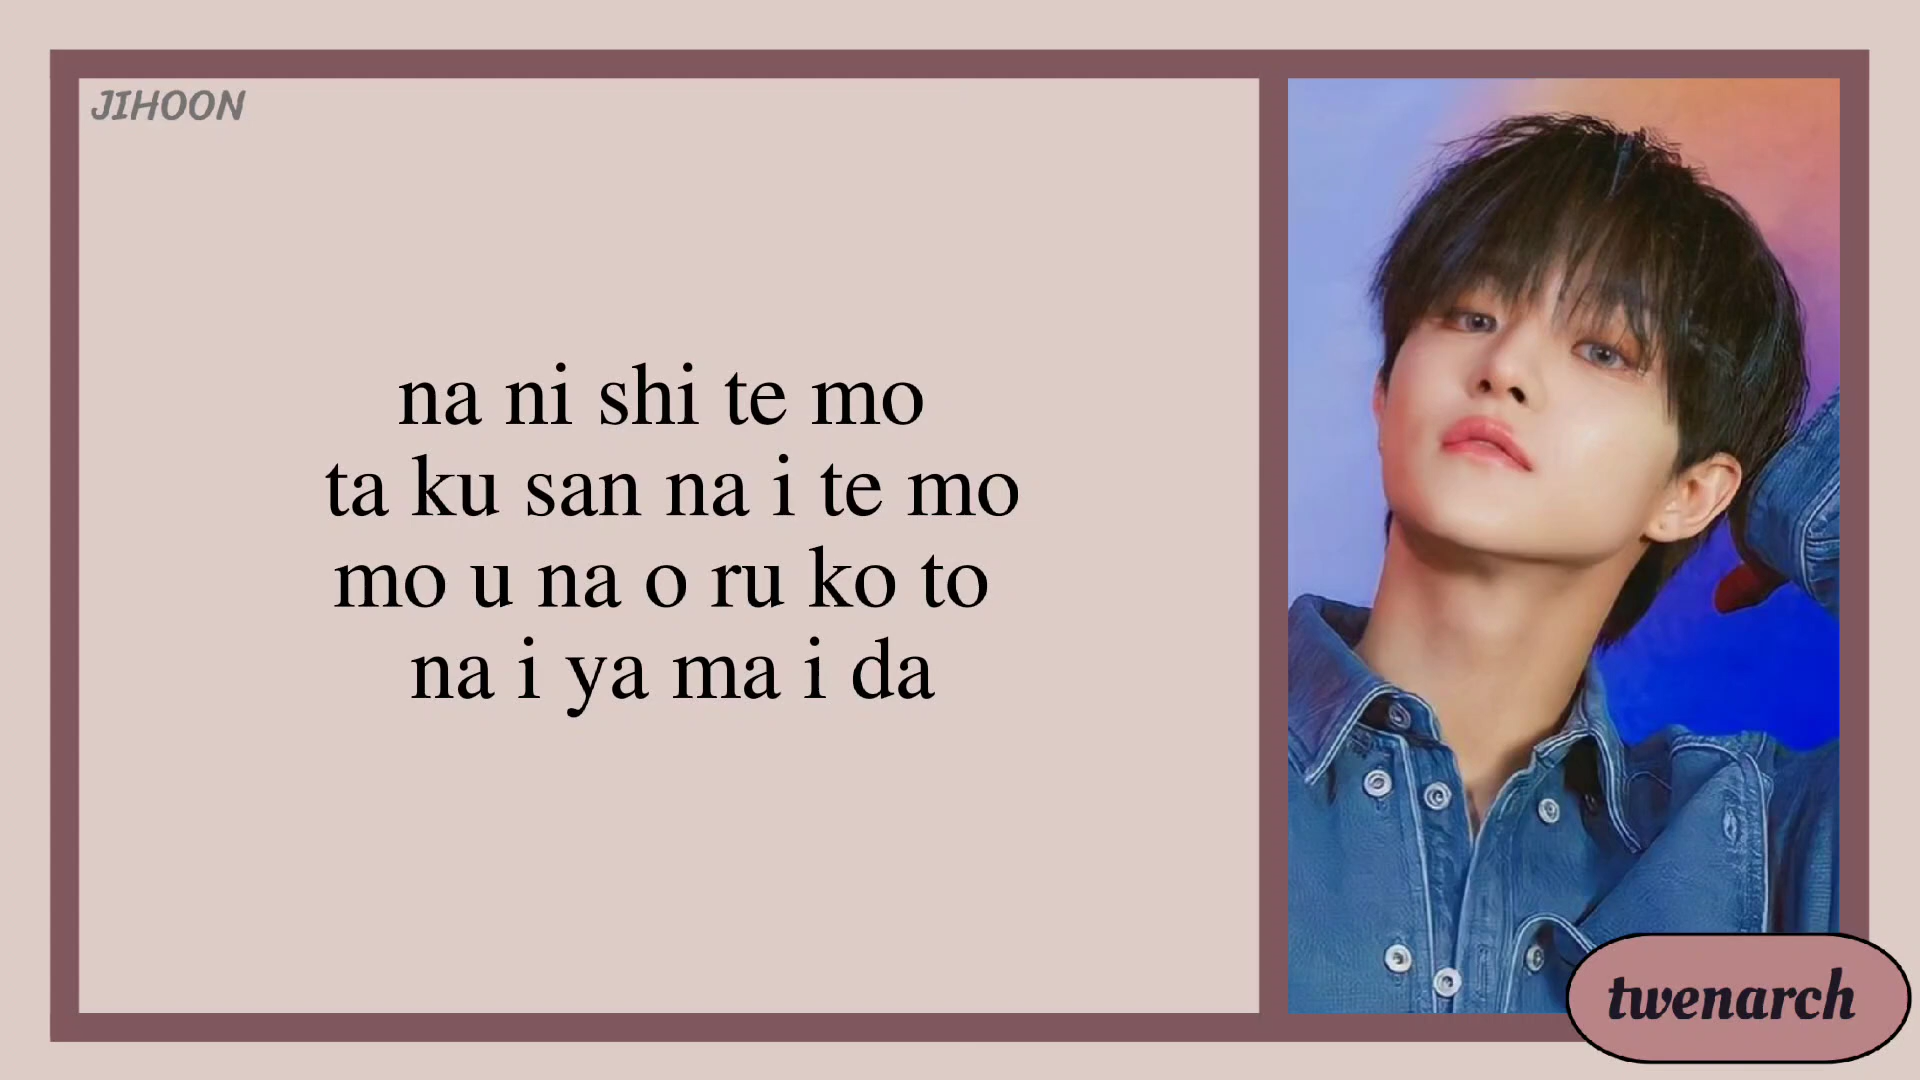 JIHOON
na ni shi te mo
ta ku san na i te mo
mo u na o ru ko to
na i ya ma i da
twenarch